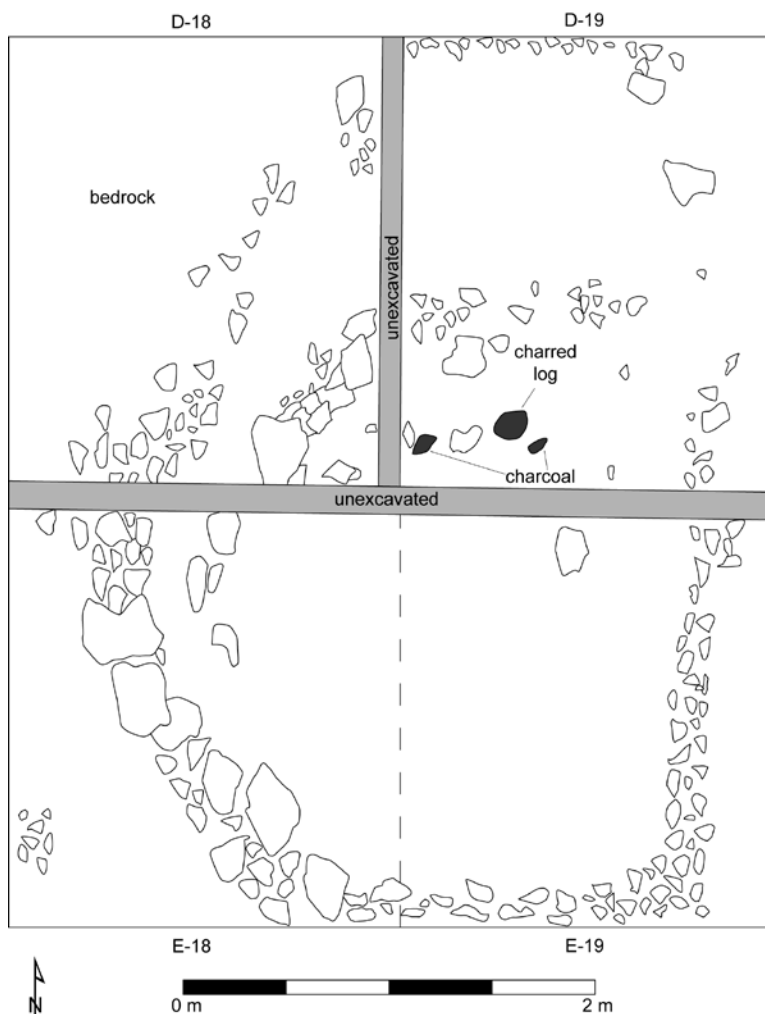 D-18
D-19
bedrock
unexcavated
charred
log
charcoal
unexcavated
E-18
E-19
N
0 m
2 m